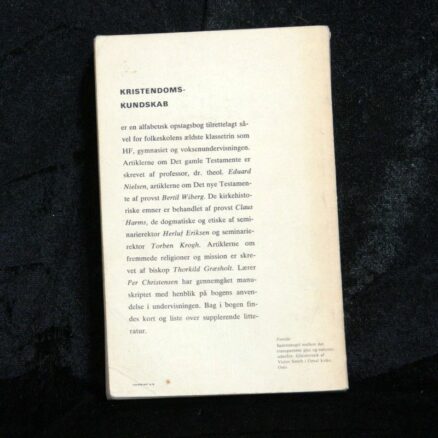 KRISTENDOMS-
KUNDSKAB
er en alfabetisk opslagsbog tilrettelagt så-
vel for folkeskolens ældste klassetrin som
HF, gymnasiet og voksenundervisningen.
Artiklerne om Det gamle Testamente er
skrevet af professor, dr. theol. Eduard
Nielsen, artiklerne om Det nye Testamen-
te af provst Bertil Wiberg. De kirkehisto-
riske emner er behandlet af provst Claus
Harms, de dogmatiske og etiske af semi-
narierektor Herluf Eriksen og seminarie-
rektor Torben Krogh. Artiklerne om
fremmede religioner og mission er skre-
vet af biskop Thorkild Græsholt. Lærer
Per Christensen har gennemgået manu-
skriptet med henblik på bogens anven-
delse i undervisningen. Bag i bogen fin-
des kort og liste over supplerende litte-
ratur.
Forside:
Oslo